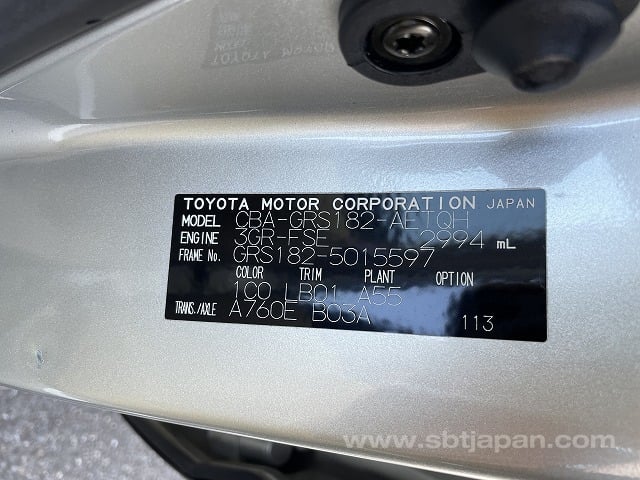 TOYOTA MOTOR CORPORATION JAPAN
MODEL CBA-GRS182-AETQH
ENGINE 3GR-FSE 2994 mL
FRAME No. GRS182-5015597
COLOR TRIM PLANT OPTION
1C0 LB01 A55
TRANS./AXLE A760E B03A
113
www.sbtjapan.com